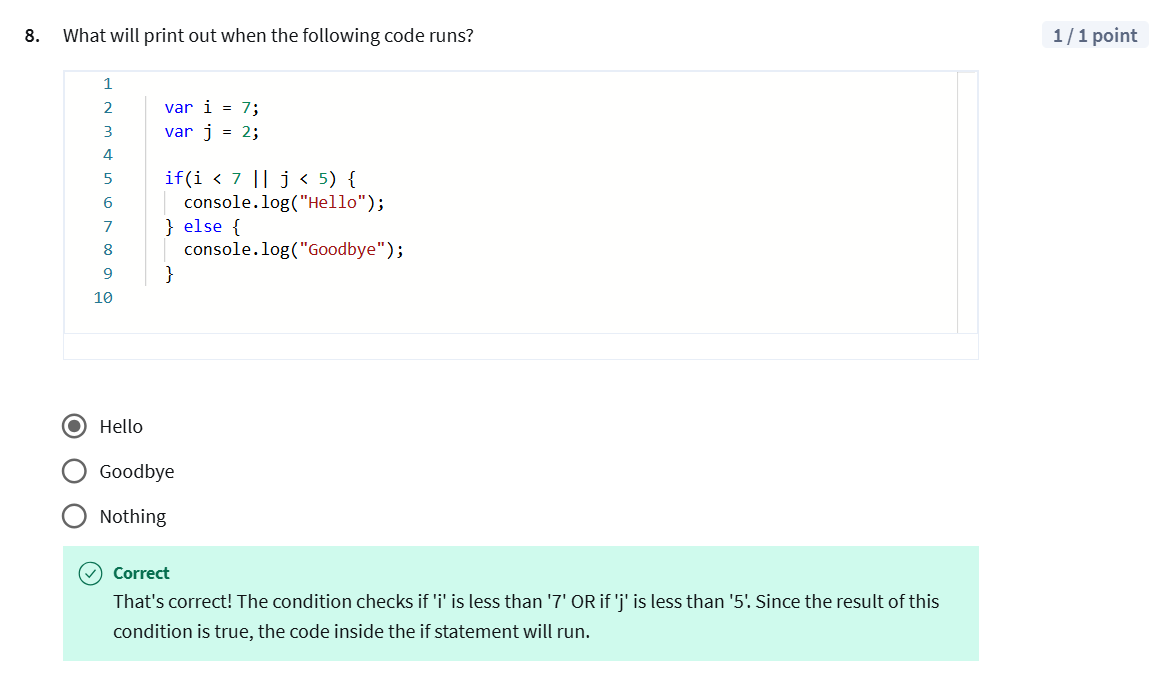 8. What will print out when the following code runs?
1 / 1 point
1
2 var i = 7;
3 var j = 2;
4
5 if(i < 7 || j < 5) {
6 console.log("Hello");
7 } else {
8 console.log("Goodbye");
9 }
10
Hello
Goodbye
Nothing
Correct
That's correct! The condition checks if 'i' is less than '7' OR if 'j' is less than '5'. Since the result of this
condition is true, the code inside the if statement will run.